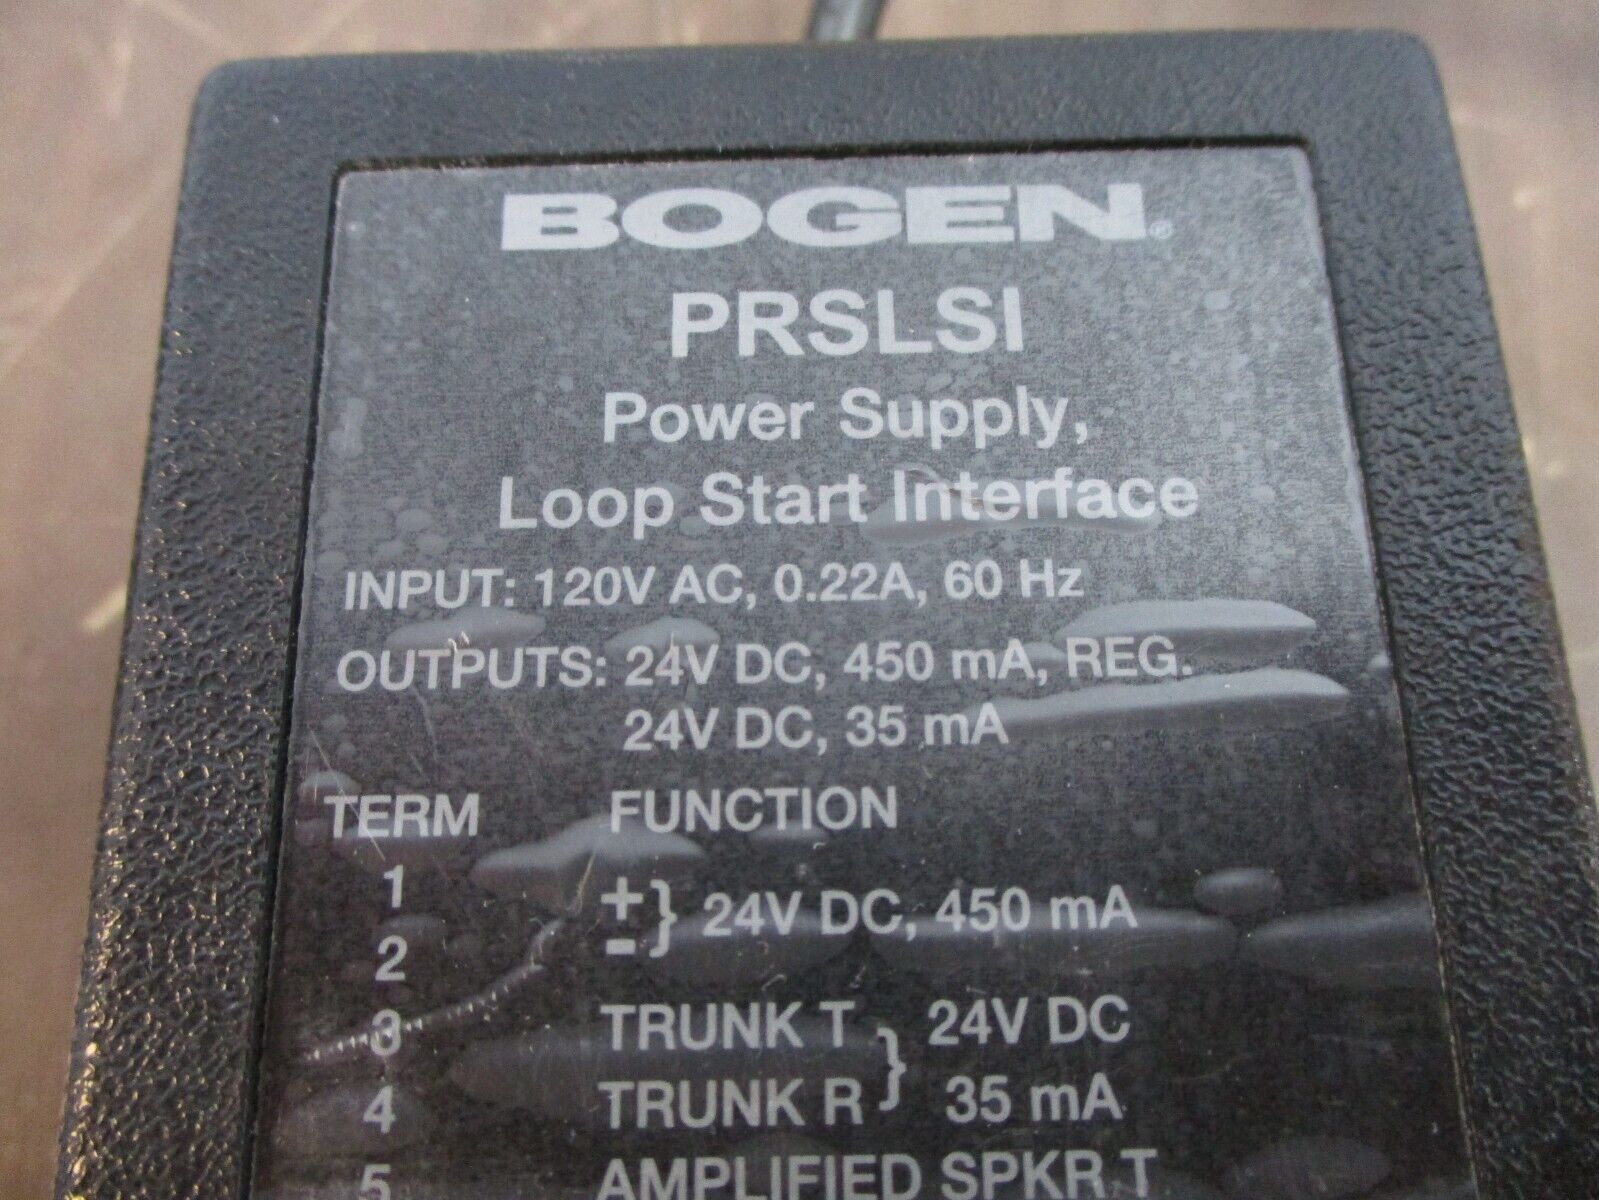 BOGEN®
PRSLSI
Power Supply,
Loop Start Interface
INPUT: 120V AC, 0.22A, 60 Hz
OUTPUTS: 24V DC, 450 mA, REG.
24V DC, 35 mA
TERM FUNCTION
1 + } 24V DC, 450 mA
2 -
3 TRUNK T } 24V DC
4 TRUNK R 35 mA
5 AMPLIFIED SPKR T